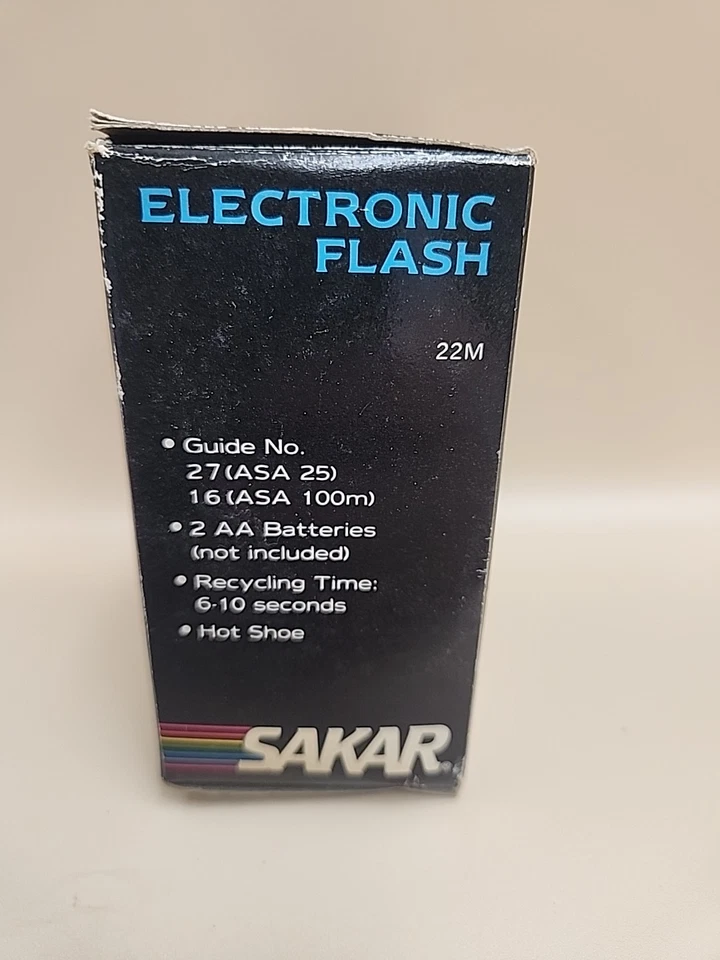 ELECTRONIC
FLASH
22M
• Guide No.
27(ASA 25)
16(ASA 100m)
• 2 AA Batteries
(not included)
• Recycling Time:
6-10 seconds
• Hot Shoe
SAKAR®